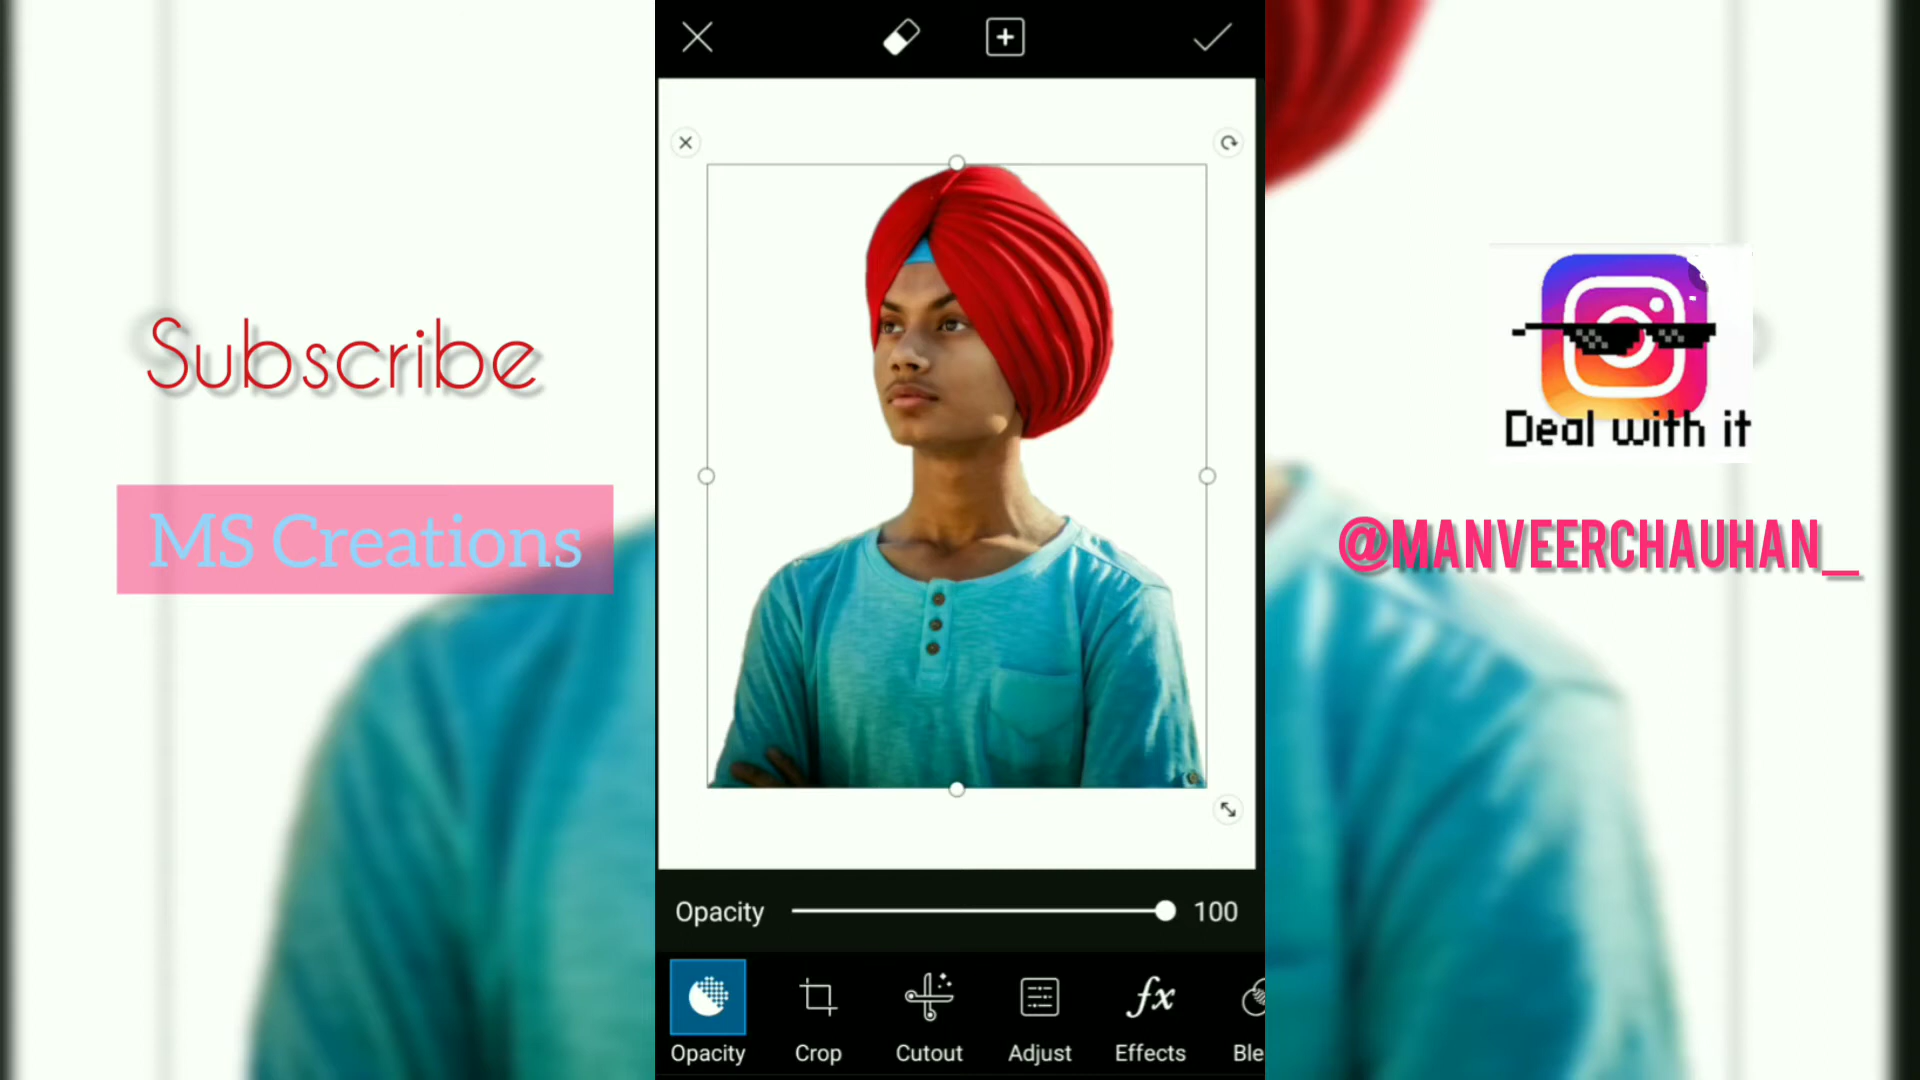 Subscribe
MS Creations
Opacity 100
Opacity Crop Cutout Adjust Effects Ble
Deal with it
@MANVEERCHAUHAN_